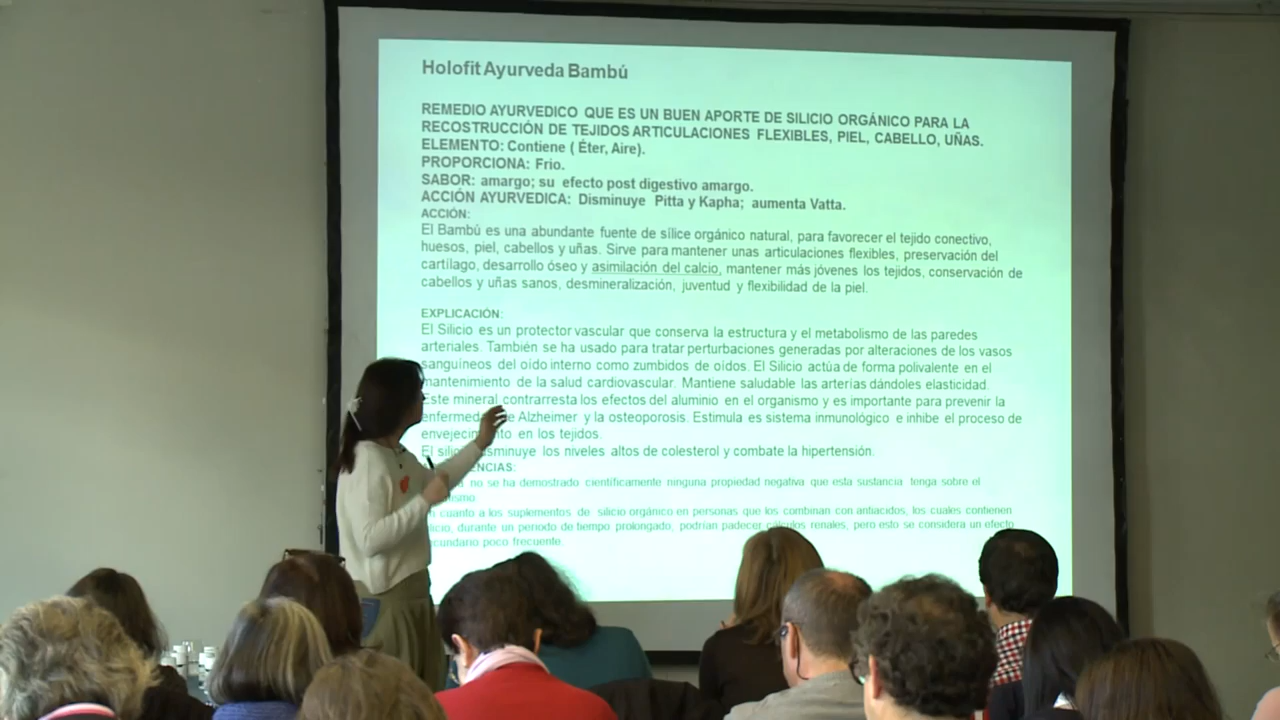 Holofit Ayurveda Bambú
REMEDIO AYURVEDICO QUE ES UN BUEN APORTE DE SILICIO ORGÁNICO PARA LA
RECOSTRUCCIÓN DE TEJIDOS ARTICULACIONES FLEXIBLES, PIEL, CABELLO, UÑAS.
ELEMENTO: Contiene ( Éter, Aire).
PROPORCIONA: Frio.
SABOR: amargo; su efecto post digestivo amargo.
ACCIÓN AYURVEDICA: Disminuye Pitta y Kapha; aumenta Vatta.
ACCIÓN:
El Bambú es una abundante fuente de sílice orgánico natural, para favorecer el tejido conectivo,
huesos, piel, cabellos y uñas. Sirve para mantener unas articulaciones flexibles, preservación del
cartílago, desarrollo óseo y asimilación del calcio, mantener más jóvenes los tejidos, conservación de
cabellos y uñas sanos, desmineralización, juventud y flexibilidad de la piel.
EXPLICACIÓN:
El Silicio es un protector vascular que conserva la estructura y el metabolismo de las paredes
arteriales. También se ha usado para tratar perturbaciones generadas por alteraciones de los vasos
sanguíneos del oído interno como zumbidos de oídos. El Silicio actúa de forma polivalente en el
mantenimiento de la salud cardiovascular. Mantiene saludable las arterias dándoles elasticidad.
Este mineral contrarresta los efectos del aluminio en el organismo y es importante para prevenir la
Alzheimer y la osteoporosis. Estimula es sistema inmunológico e inhibe el proceso de
en los tejidos.
El disminuye los niveles altos de colesterol y combate la hipertensión.
no se ha demostrado científicamente ninguna propiedad negativa que esta sustancia tenga sobre el
cuanto a los suplementos de silicio orgánico en personas que los combinan con antiacidos, los cuales contienen
durante un periodo de tiempo prolongado, podrían padecer cálculos renales, pero esto se considera un efecto
poco frecuente.